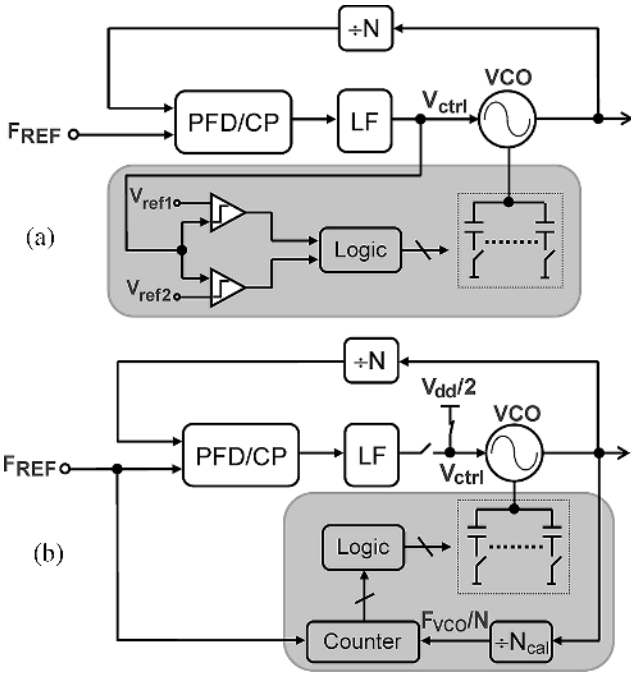 ÷N
VCO
PFD/CP
LF
Vctrl
FREF
Vref1
(a)
Logic
Vref2
÷N
Vdd/2
VCO
PFD/CP
LF
FREF
Vctrl
(b)
Logic
FVCO/N
Counter
÷Ncal